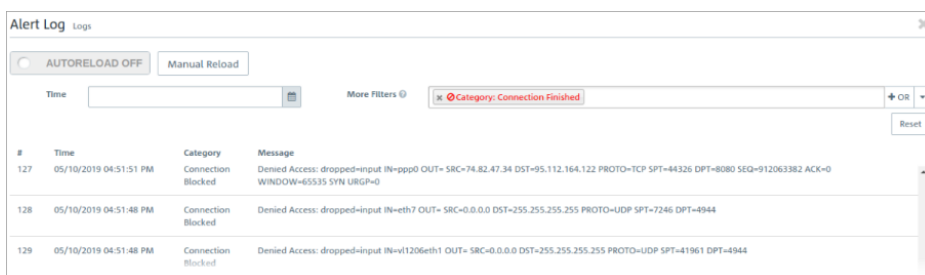 Alert Log Logs
AUTORELOAD OFF Manual Reload
Time More Filters Category: Connection Finished + OR
Reset
# Time Category Message
127 05/10/2019 04:51:51 PM Connection Denied Access: dropped=input IN=ppp0 OUT= SRC=74.82.47.34 DST=95.112.164.122 PROTO=TCP SPT=44326 DPT=8080 SEQ=912063382 ACK=0
Blocked WINDOW=65535 SYN URGP=0
128 05/10/2019 04:51:48 PM Connection Denied Access: dropped=input IN=eth7 OUT= SRC=0.0.0.0 DST=255.255.255.255 PROTO=UDP SPT=7246 DPT=4944
Blocked
129 05/10/2019 04:51:48 PM Connection Denied Access: dropped=input IN=vl1206eth1 OUT= SRC=0.0.0.0 DST=255.255.255.255 PROTO=UDP SPT=41961 DPT=4944
Blocked